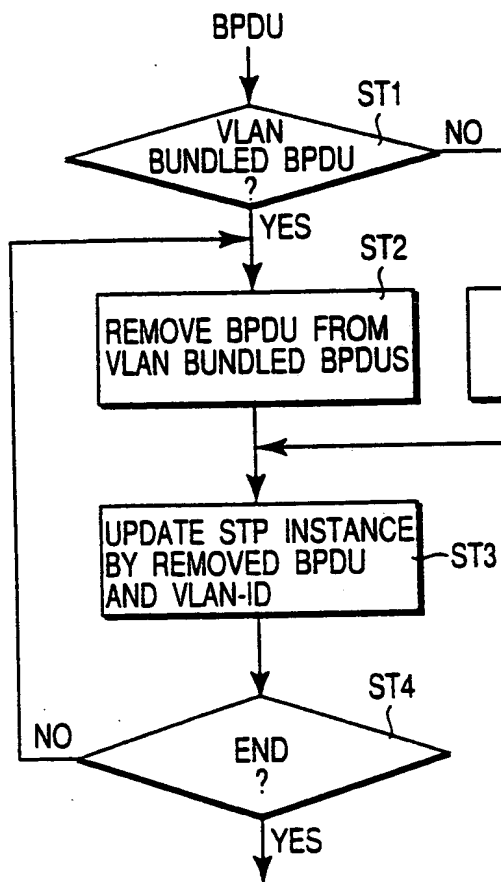 BPDU
ST1
VLAN
BUNDLED BPDU
?
NO
YES
ST2
REMOVE BPDU FROM
VLAN BUNDLED BPDUS
UPDATE STP INSTANCE
BY REMOVED BPDU
AND VLAN-ID
ST3
ST4
NO
END
?
YES